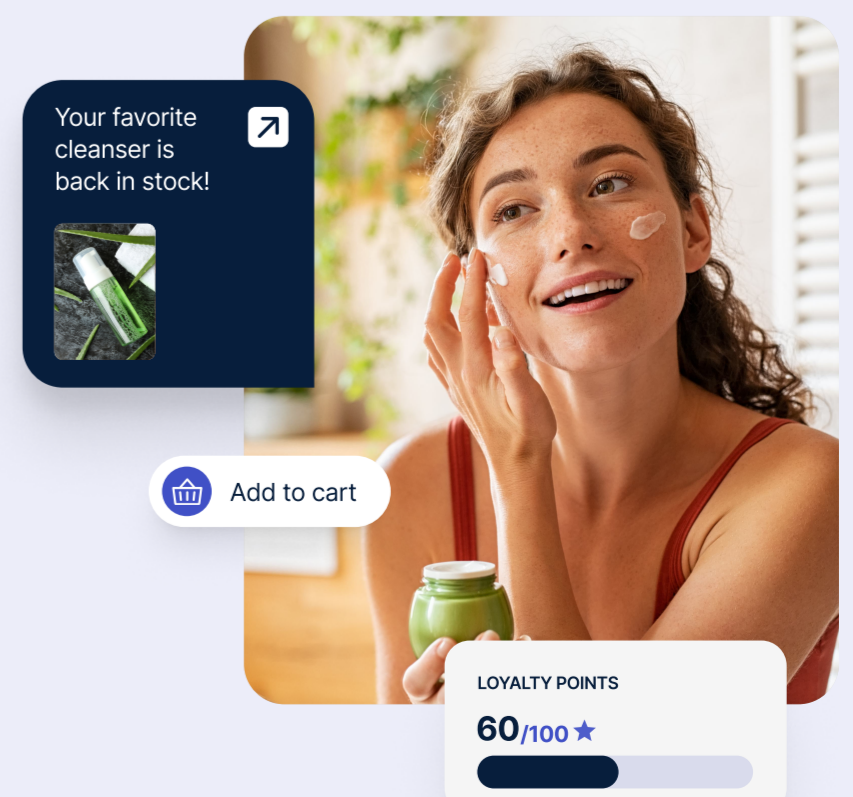 Your favorite
cleanser is
back in stock!
Add to cart
LOYALTY POINTS
60/100